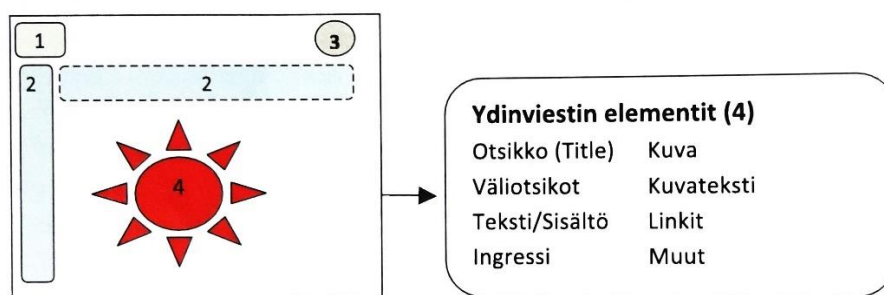 1
3
2
2
4
Ydinviestin elementit (4)
Otsikko (Title) Kuva
Väliotsikot Kuvateksti
Teksti/Sisältö Linkit
Ingressi Muut